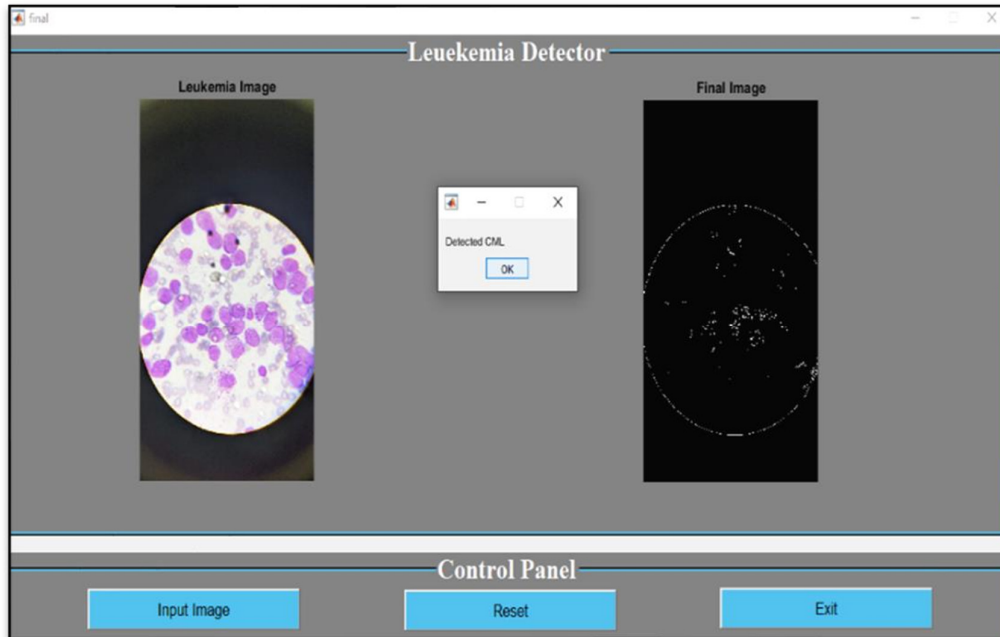 final
Leuekemia Detector
Leukemia Image
Final Image
Detected CML
OK
Control Panel
Input Image
Reset
Exit